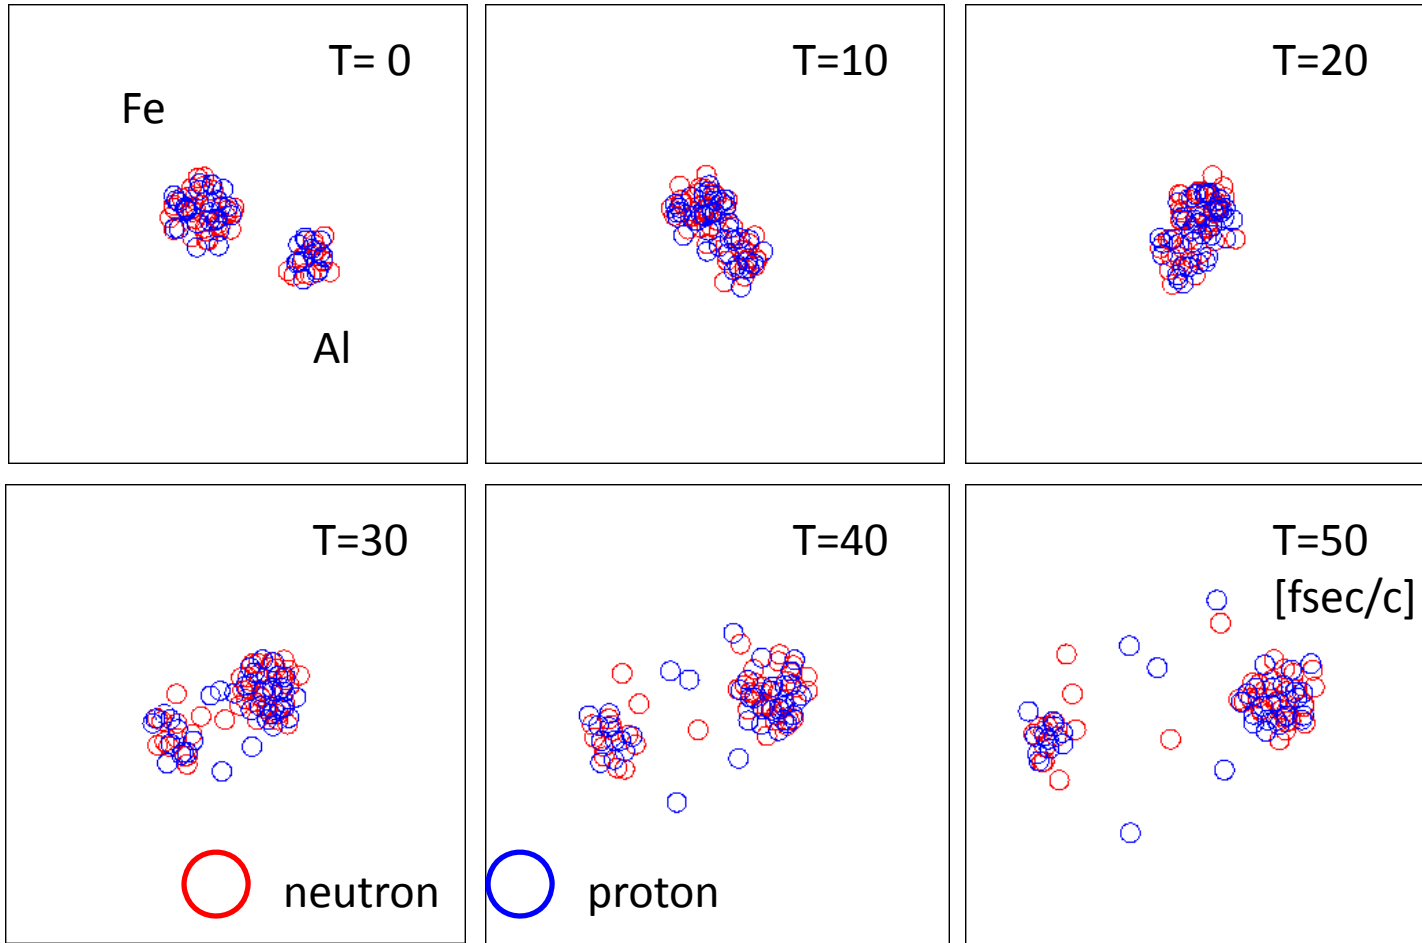 T= 0
Fe
Al
T=10
T=20
T=30
T=40
T=50
[fsec/c]
neutron
proton